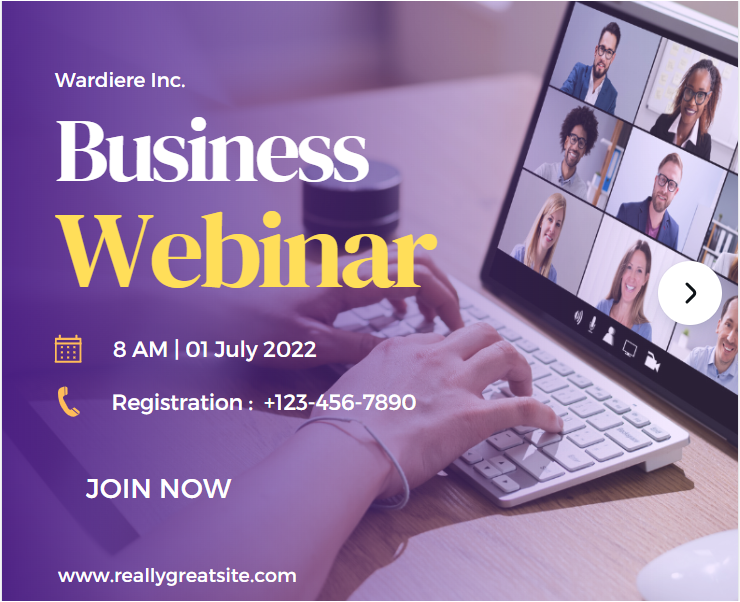 Wardiere Inc.
Business
Webinar
8 AM | 01 July 2022
Registration :  +123-456-7890
JOIN NOW
www.reallygreatsite.com